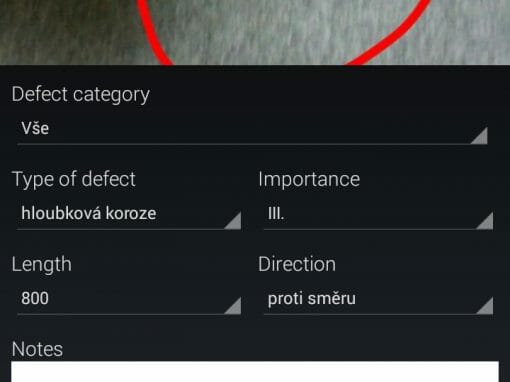 Defect category
Vše
Type of defect Importance
hloubková koroze III.
Length Direction
800 proti směru
Notes